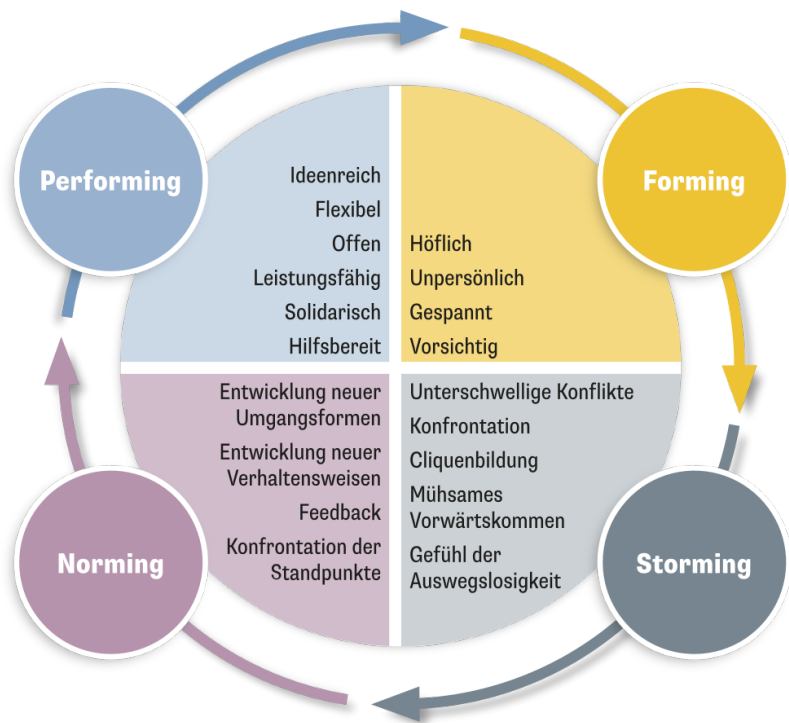 Performing
Ideenreich
Flexibel
Offen
Leistungsfähig
Solidarisch
Hilfsbereit
Forming
Höflich
Unpersönlich
Gespannt
Vorsichtig
Norming
Entwicklung neuer
Umgangsformen
Entwicklung neuer
Verhaltensweisen
Feedback
Konfrontation der
Standpunkte
Storming
Unterschwellige Konflikte
Konfrontation
Cliquenbildung
Mühsames
Vorwärtskommen
Gefühl der
Auswegslosigkeit